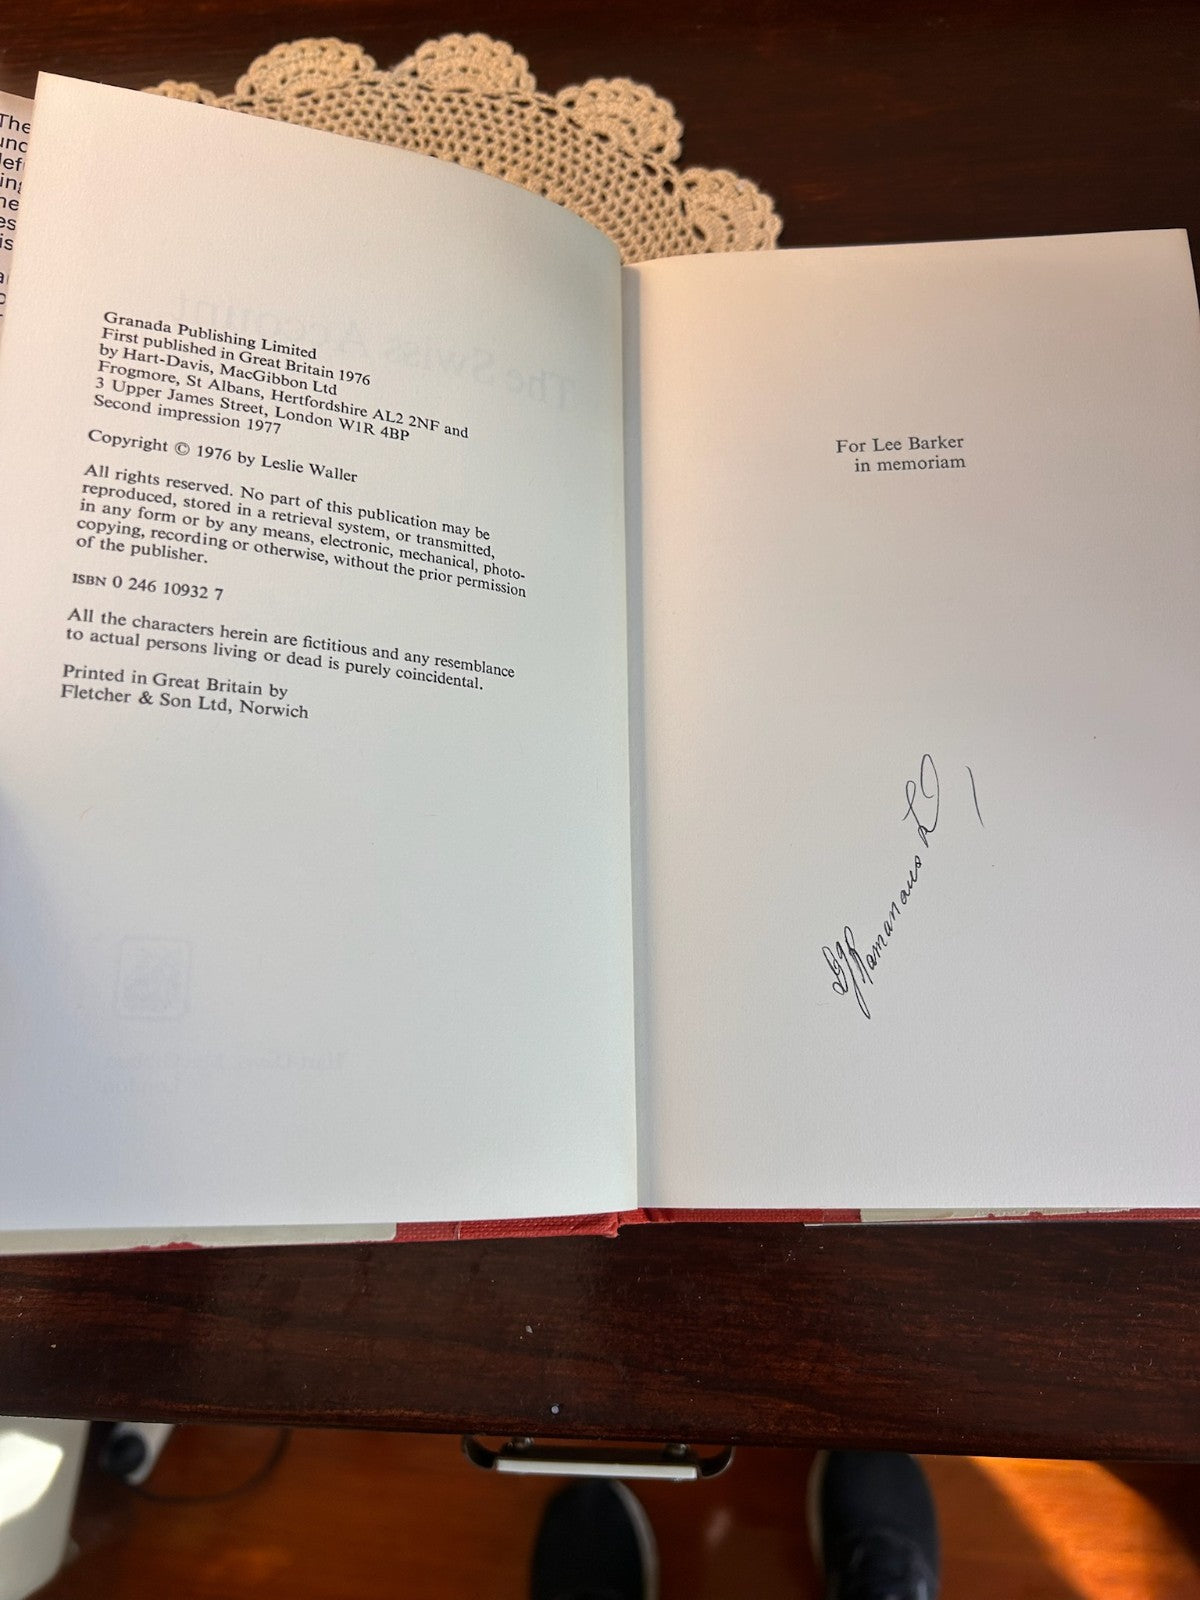 The
Granada Publishing Limited
First published in Great Britain 1976
by Hart-Davis, MacGibbon Ltd
Frogmore, St Albans, Hertfordshire AL2 2NF and
3 Upper James Street, London W1R 4BP
Second impression 1977
Copyright © 1976 by Leslie Waller
All rights reserved. No part of this publication may be
reproduced, stored in a retrieval system, or transmitted,
in any form or by any means, electronic, mechanical, photo-
copying, recording or otherwise, without the prior permission
of the publisher.
ISBN 0 246 10932 7
All the characters herein are fictitious and any resemblance
to actual persons living or dead is purely coincidental.
Printed in Great Britain by
Fletcher & Son Ltd, Norwich
The Swiss Account
For Lee Barker
in memoriam